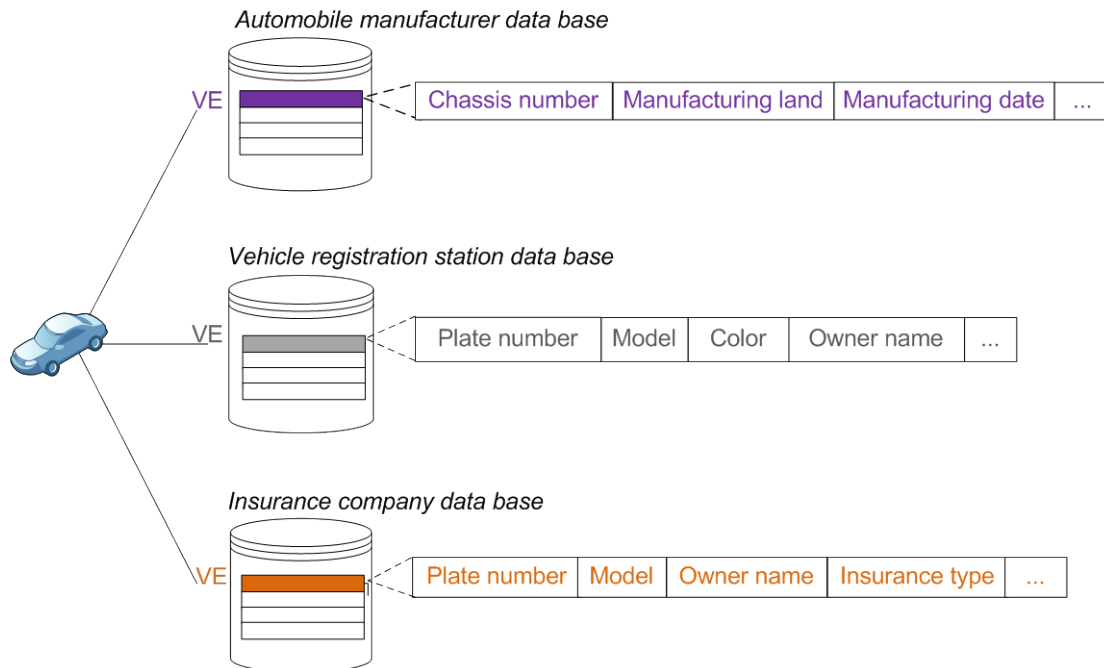 Automobile manufacturer data base
VE
Chassis number Manufacturing land Manufacturing date ...
Vehicle registration station data base
VE
Plate number Model Color Owner name ...
Insurance company data base
VE
Plate number Model Owner name Insurance type ...